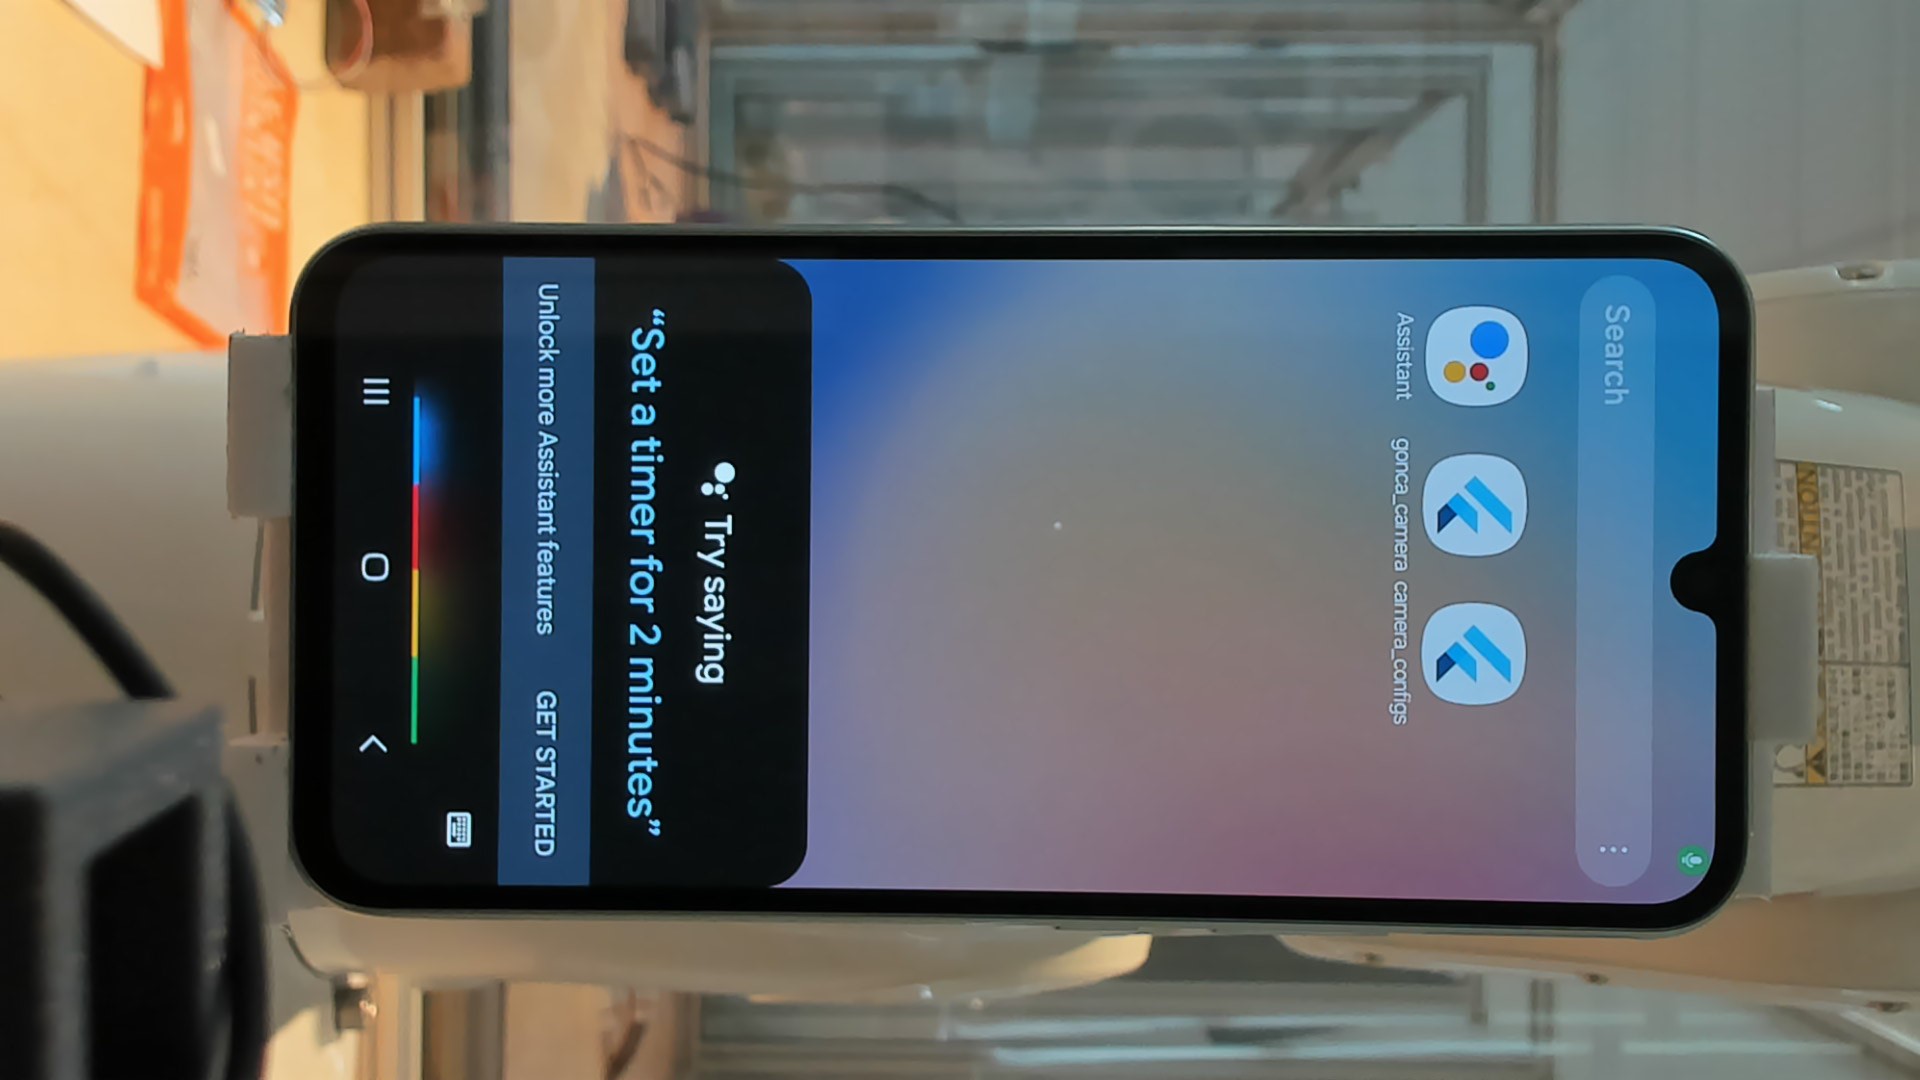 Search
Assistant
gonca_camera
camera_configs
Try saying
“Set a timer for 2 minutes”
Unlock more Assistant features
GET STARTED